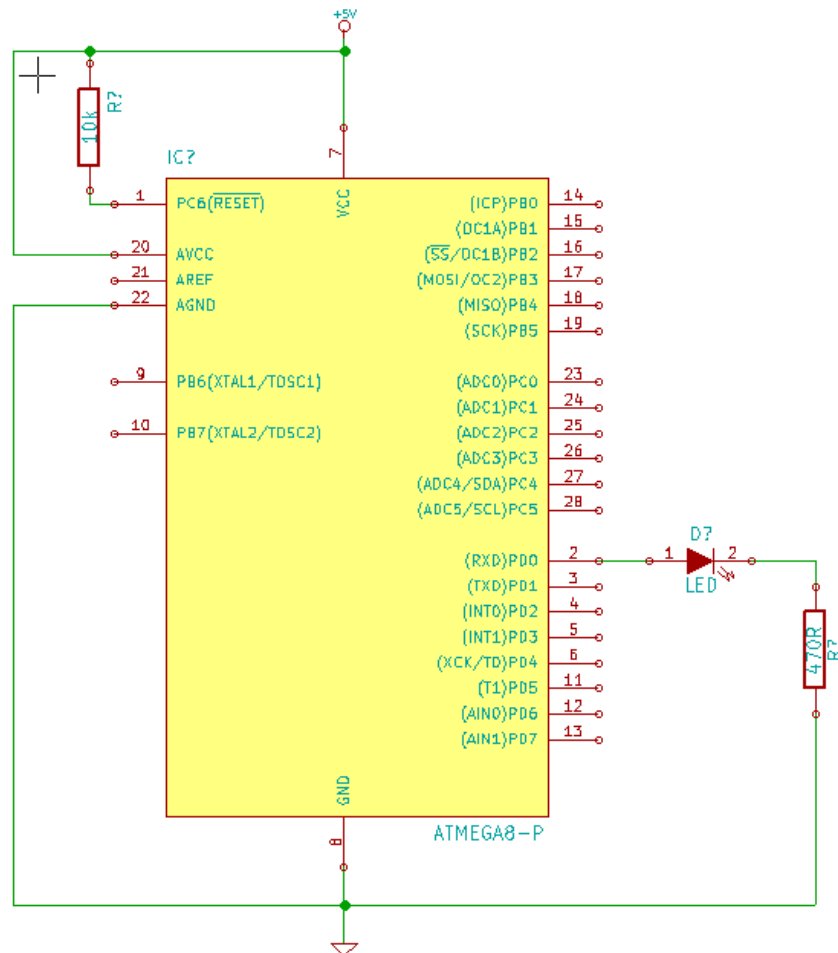 +5V
R?
10k
IC?
7
VCC
1 PC6(RESET)
20 AVCC
21 AREF
22 AGND
9 PB6(XTAL1/TOSC1)
10 PB7(XTAL2/TOSC2)
(ICP)PB0 14
(OC1A)PB1 15
(SS/OC1B)PB2 16
(MOSI/OC2)PB3 17
(MISO)PB4 18
(SCK)PB5 19
(ADC0)PC0 23
(ADC1)PC1 24
(ADC2)PC2 25
(ADC3)PC3 26
(ADC4/SDA)PC4 27
(ADC5/SCL)PC5 28
(RXD)PD0 2
(TXD)PD1 3
(INT0)PD2 4
(INT1)PD3 5
(XCK/T0)PD4 6
(T1)PD5 11
(AIN0)PD6 12
(AIN1)PD7 13
D?
1 2
LED
470R
R?
GND
8
ATMEGA8-P